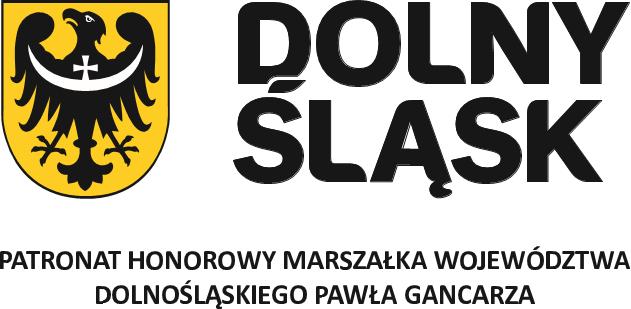 DOLNY
ŚLĄSK
PATRONAT HONOROWY MARSZAŁKA WOJEWÓDZTWA
DOLNOŚLĄSKIEGO PAWŁA GANCARZA